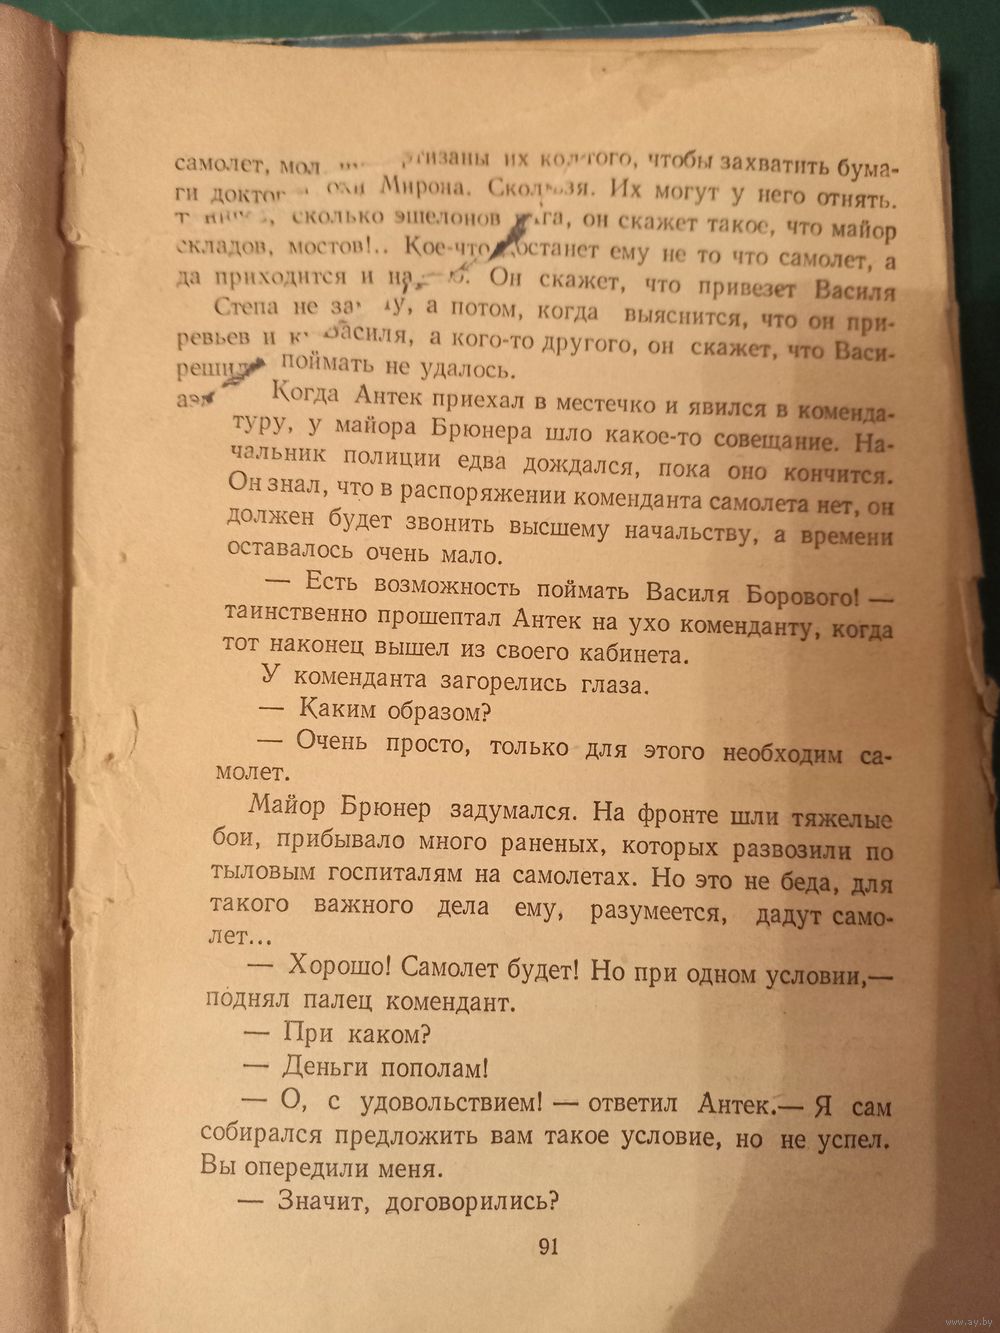 самолет, мол их кол того, чтобы захватить бума-
ги Мирона. Их могут у него отнять.
сколько эшелонов он скажет такое, что майор
складов, мостов!.. Кое-что достанет ему не то что самолет, а
да приходится и Он скажет, что привезет Василя
Степа не а потом, когда выяснится, что он при-
ревьев и Василя, а кого-то другого, он скажет, что Васи-
поймать не удалось.
Когда Антек приехал в местечко и явился в коменда-
туру, у майора Брюнера шло какое-то совещание. На-
чальник полиции едва дождался, пока оно кончится.
Он знал, что в распоряжении коменданта самолета нет, он
должен будет звонить высшему начальству, а времени
оставалось очень мало.
— Есть возможность поймать Василя Борового! —
таинственно прошептал Антек на ухо коменданту, когда
тот наконец вышел из своего кабинета.
У коменданта загорелись глаза.
— Каким образом?
— Очень просто, только для этого необходим са-
молет.
Майор Брюнер задумался. На фронте шли тяжелые
бои, прибывало много раненых, которых развозили по
тыловым госпиталям на самолетах. Но это не беда, для
такого важного дела ему, разумеется, дадут само-
лет...
— Хорошо! Самолет будет! Но при одном условии,—
поднял палец комендант.
— При каком?
— Деньги пополам!
— О, с удовольствием! — ответил Антек.— Я сам
собирался предложить вам такое условие, но не успел.
Вы опередили меня.
— Значит, договорились?
91
www.ay.by